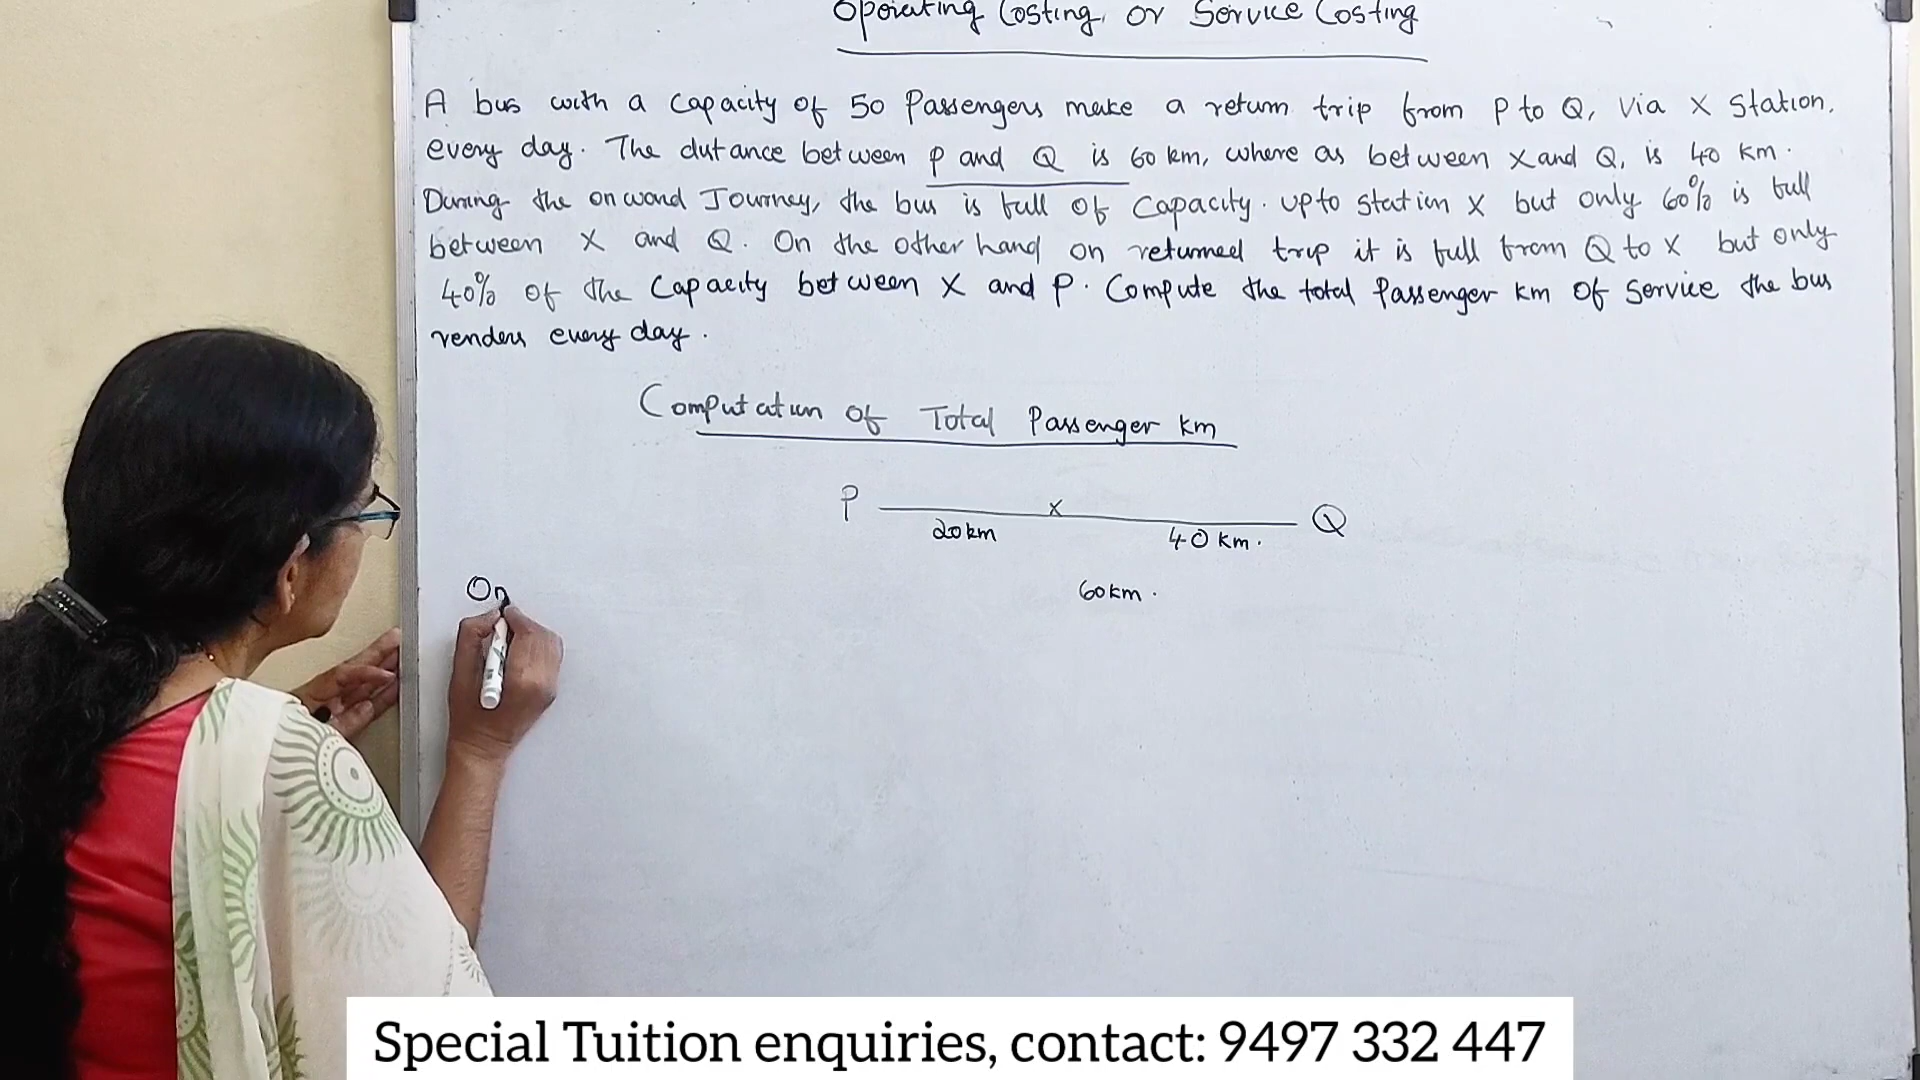 Operating Costing or Service Costing
A bus with a capacity of 50 Passengers make a return trip from P to Q, via X Station.
every day. The distance between P and Q is 60 km, where as between X and Q, is 40 km.
During the onward Journey, the bus is full of capacity. upto station X but only 60% is full
between X and Q. On the other hand on returned trip it is full from Q to X but only
40% of the capacity between X and P. Compute the total Passenger km of Service the bus
renders every day.
Computation of Total Passenger km
P X Q
20km 40 km.
On 60km.
Special Tuition enquiries, contact: 9497 332 447